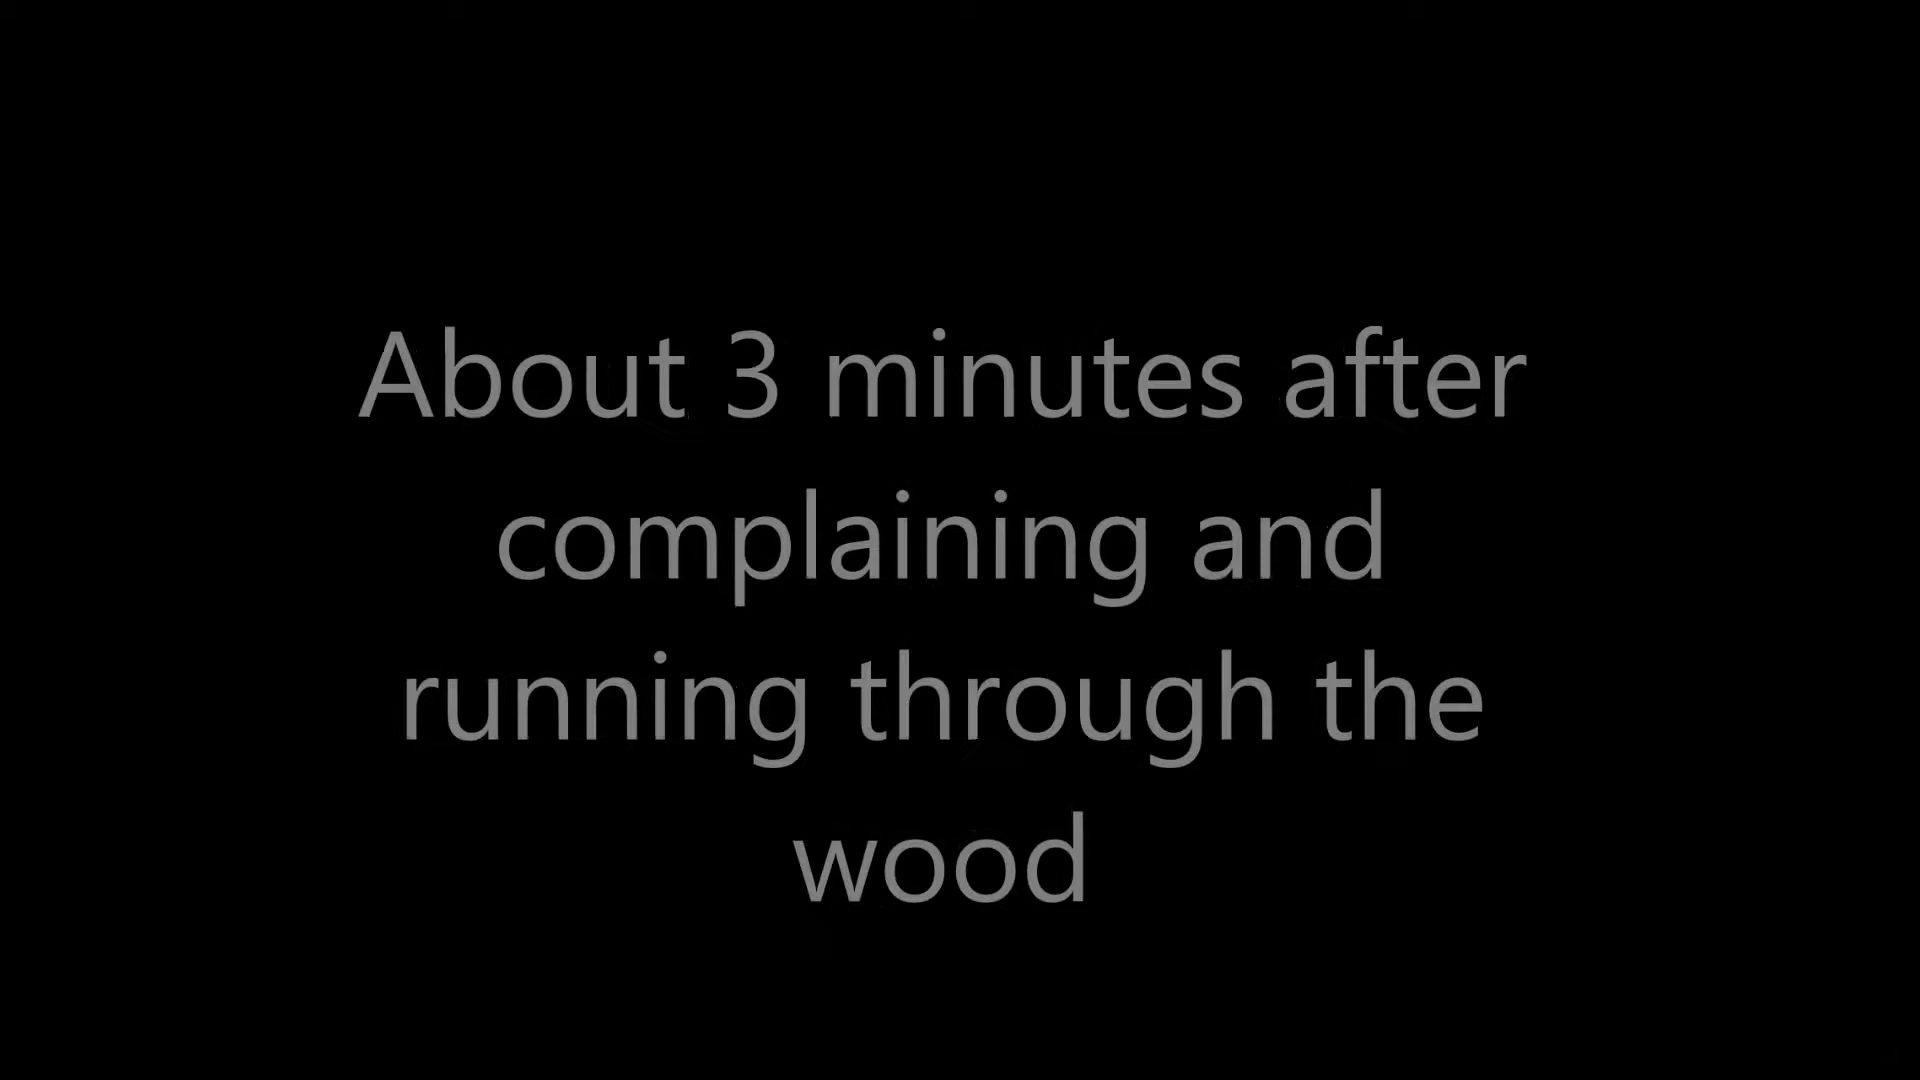 About 3 minutes after
complaining and
running through the
wood